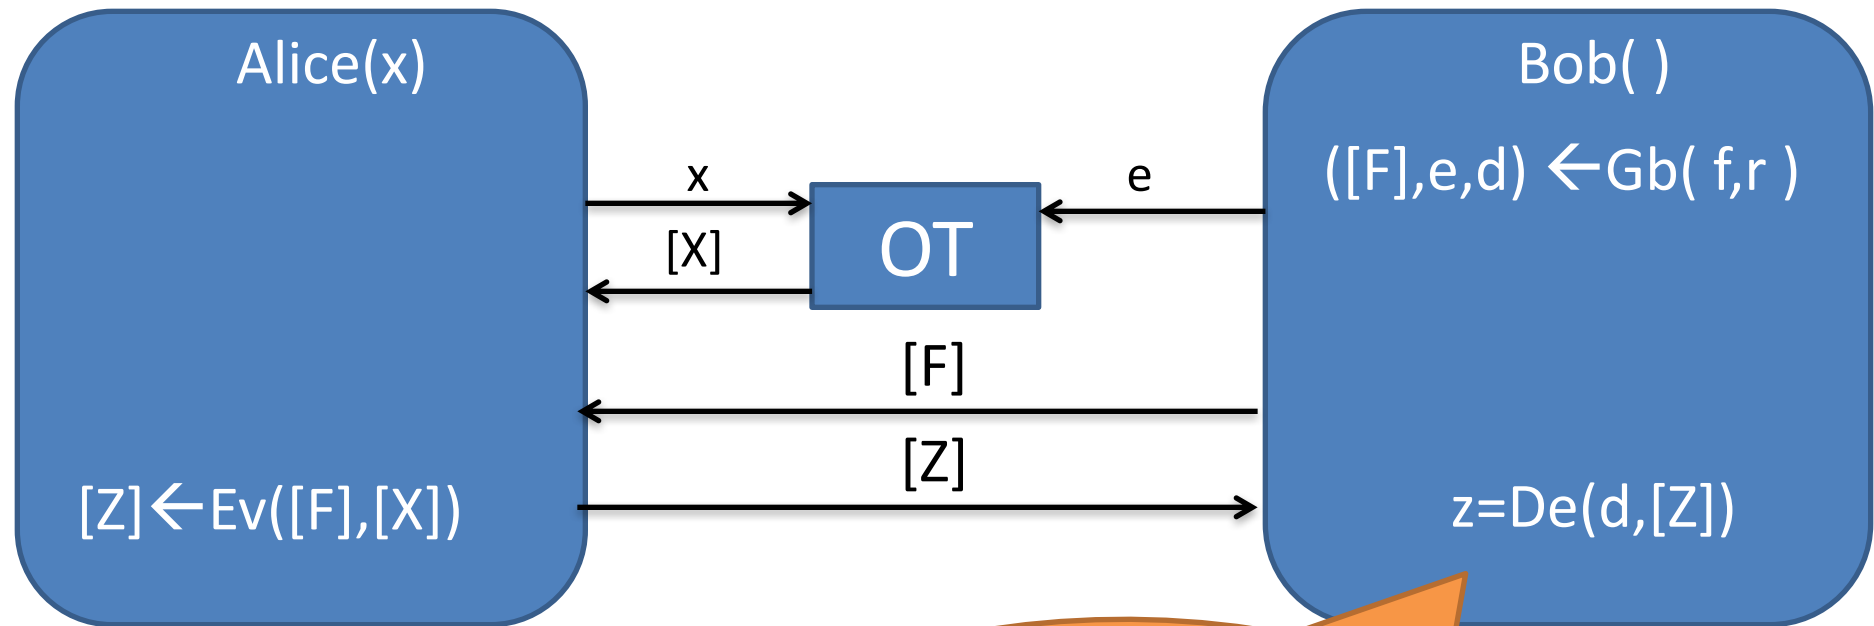 Alice(x)
Bob( )
([F],e,d) ←Gb( f,r )
x
e
OT
[X]
[F]
[Z]
[Z]←Ev([F],[X])
z=De(d,[Z])